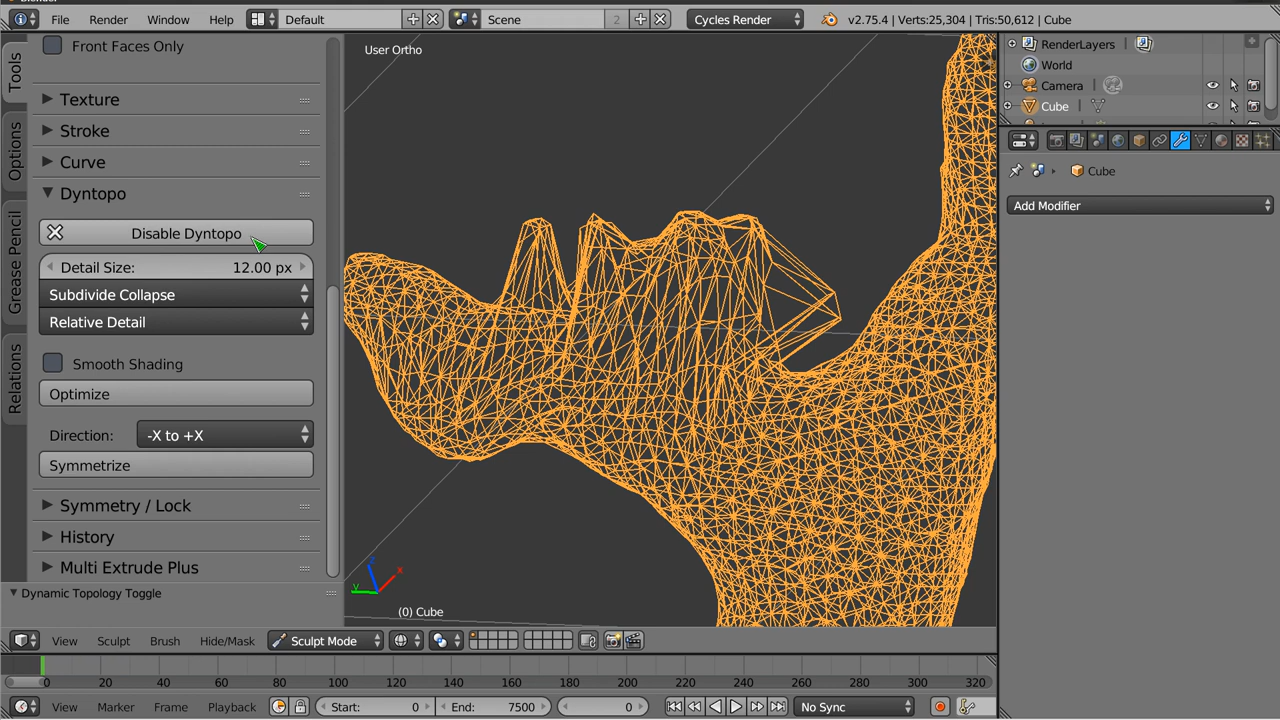 File Render Window Help Default Scene 2 Cycles Render v2.75.4 | Verts:25,304 | Tris:50,612 | Cube
Tools
Options
Grease Pencil
Relations
Front Faces Only
Texture
Stroke
Curve
Dyntopo
Disable Dyntopo
Detail Size: 12.00 px
Subdivide Collapse
Relative Detail
Smooth Shading
Optimize
Direction: -X to +X
Symmetrize
Symmetry / Lock
History
Multi Extrude Plus
Dynamic Topology Toggle
User Ortho
z
x
y
(0) Cube
RenderLayers
World
Camera
Cube
Cube
Add Modifier
View Sculpt Brush Hide/Mask Sculpt Mode
0 20 40 60 80 100 120 140 160 180 200 220 240 260 280 300 320
View Marker Frame Playback Start: 0 End: 7500 0 No Sync